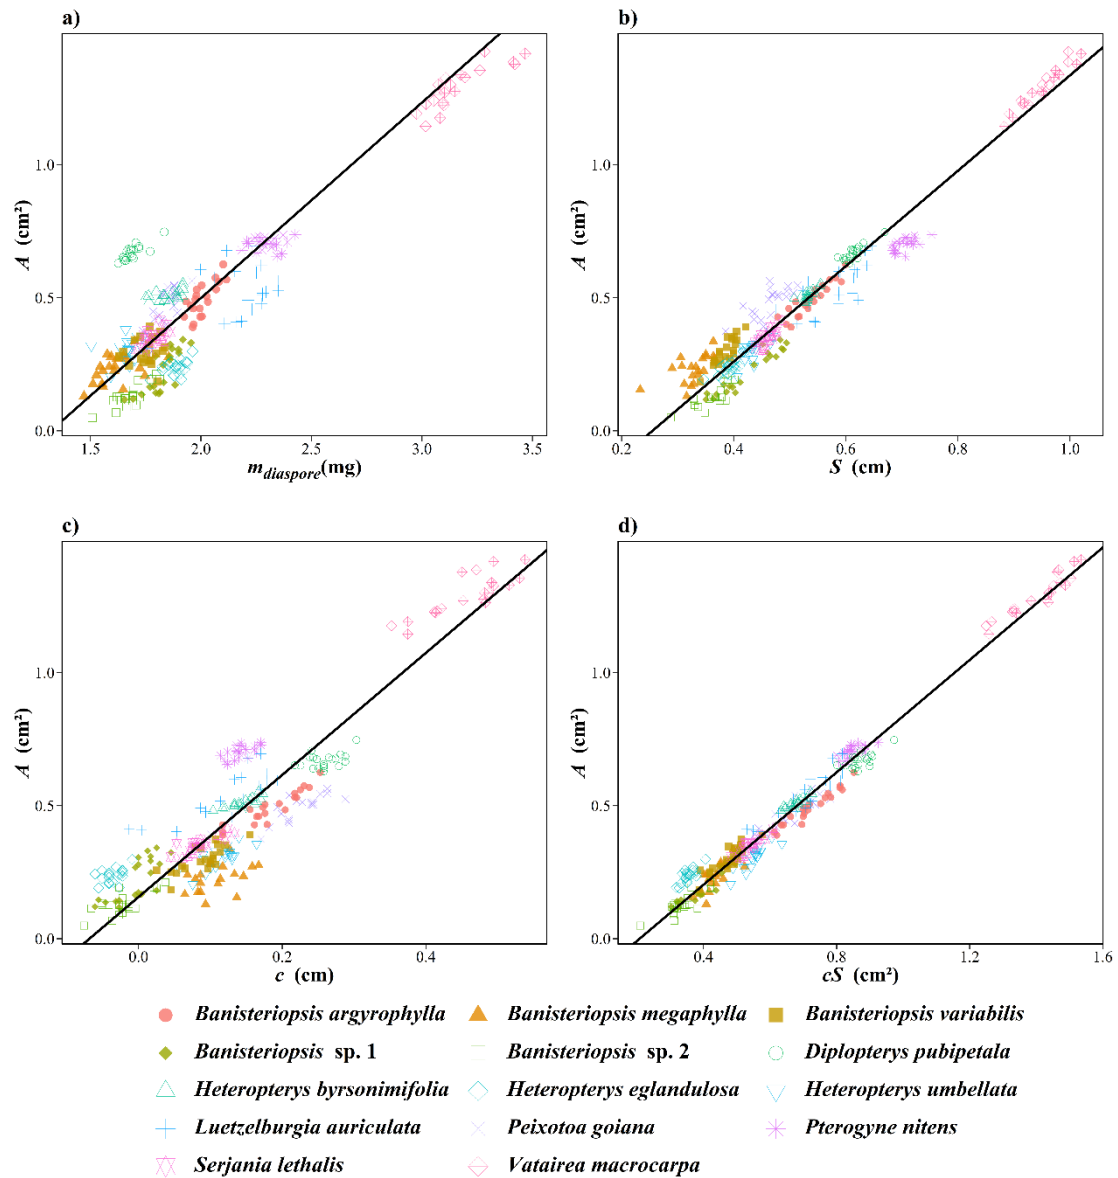 a)
b)
A (cm²)
1.0
0.5
0.0
1.5 2.0 2.5 3.0 3.5
m_diaspore(mg)
A (cm²)
1.0
0.5
0.0
0.2 0.4 0.6 0.8 1.0
S (cm)
c)
d)
A (cm²)
1.0
0.5
0.0
0.0 0.2 0.4
c (cm)
A (cm²)
1.0
0.5
0.0
0.4 0.8 1.2 1.6
cS (cm²)
Banisteriopsis argyrophylla Banisteriopsis megaphylla Banisteriopsis variabilis
Banisteriopsis sp. 1 Banisteriopsis sp. 2 Diplopterys pubipetala
Heteropterys byrsonimifolia Heteropterys eglandulosa Heteropterys umbellata
Luetzelburgia auriculata Peixotoa goiana Pterogyne nitens
Serjania lethalis Vatairea macrocarpa